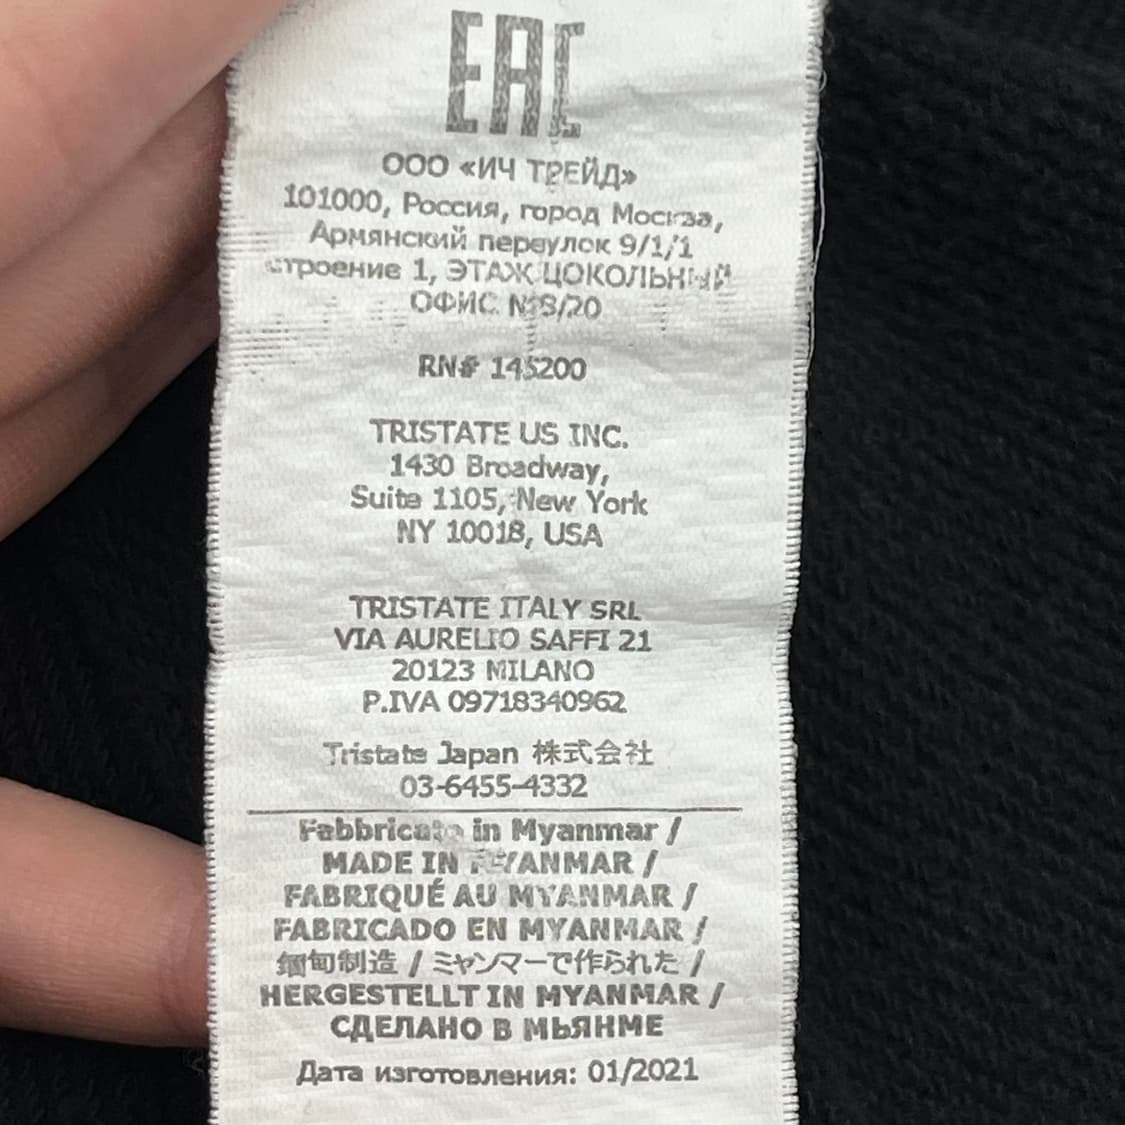 EAC
ООО «ИЧ ТРЕЙД»
101000, Россия, город Москва,
Армянский переулок 9/1/1
строение 1, ЭТАЖ ЦОКОЛЬНЫЙ
ОФИС
RN# 145200
TRISTATE US INC.
1430 Broadway,
Suite 1105, New York
NY 10018, USA
TRISTATE ITALY SRL
VIA AURELIO SAFFI 21
20123 MILANO
P.IVA 09718340962
Tristate Japan 株式会社
03-6455-4332
Fabbricato in Myanmar /
MADE IN MYANMAR /
FABRIQUÉ AU MYANMAR /
FABRICADO EN MYANMAR /
缅甸制造 / ミャンマーで作られた /
HERGESTELLT IN MYANMAR /
СДЕЛАНО В МЬЯНМЕ
Дата изготовления: 01/2021